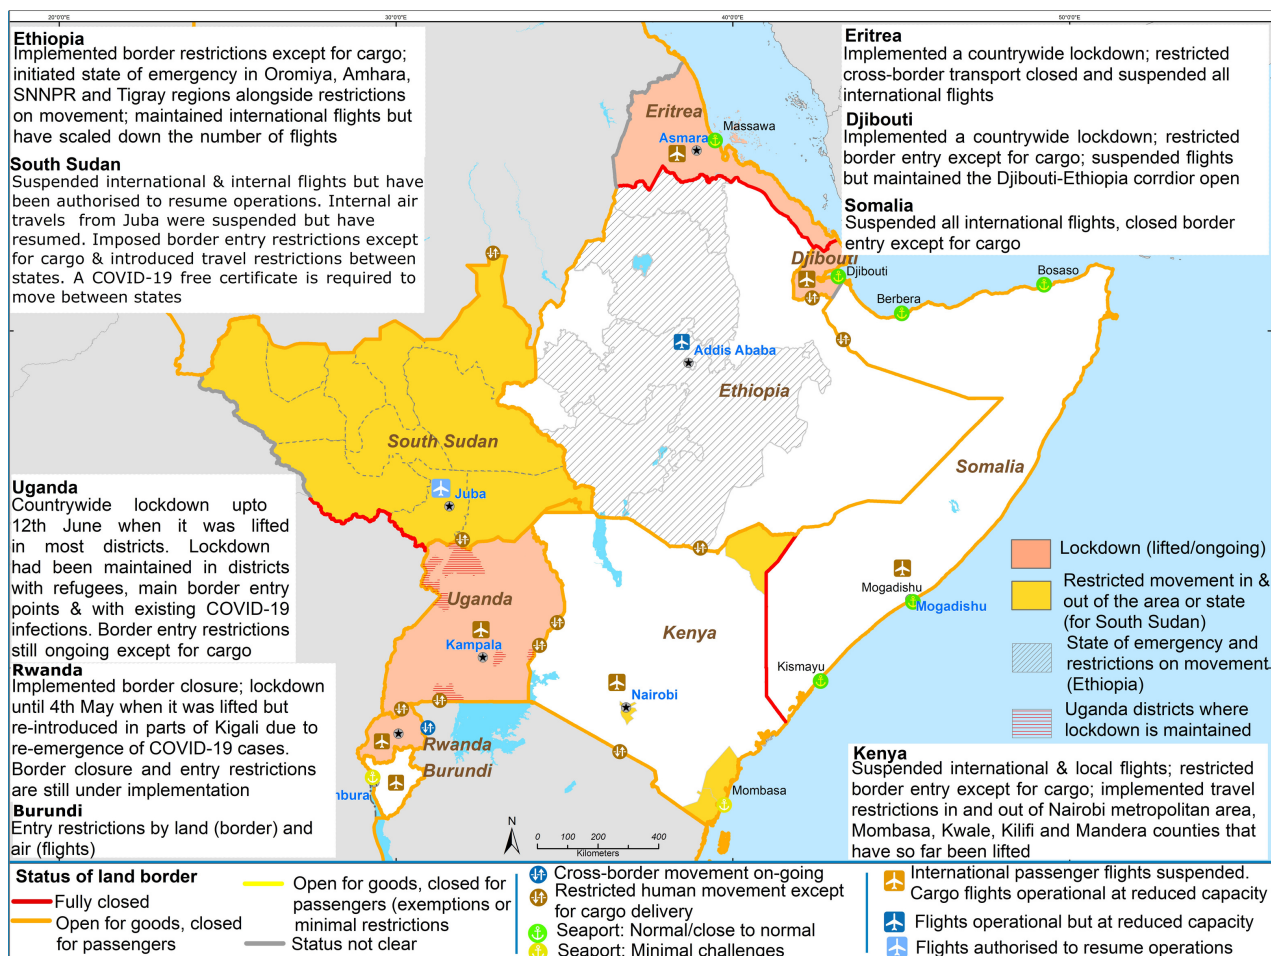 20°0'0"E
30°0'0"E
40°0'0"E
50°0'0"E
Ethiopia
Implemented border restrictions except for cargo;
initiated state of emergency in Oromiya, Amhara,
SNNPR and Tigray regions alongside restrictions
on movement; maintained international flights but
have scaled down the number of flights
South Sudan
Suspended international & internal flights but have
been authorised to resume operations. Internal air
travels from Juba were suspended but have
resumed. Imposed border entry restrictions except
for cargo & introduced travel restrictions between
states. A COVID-19 free certificate is required to
move between states
Eritrea
Implemented a countrywide lockdown; restricted
cross-border transport closed and suspended all
international flights
Djibouti
Implemented a countrywide lockdown; restricted
border entry except for cargo; suspended flights
but maintained the Djibouti-Ethiopia corrdior open
Somalia
Suspended all international flights, closed border
entry except for cargo
Eritrea
Massawa
Asmara
Djibouti
Djibouti
Bosaso
Berbera
Addis Ababa
Ethiopia
South Sudan
Juba
Somalia
Uganda
Countrywide lockdown upto
12th June when it was lifted
in most districts. Lockdown
had been maintained in districts
with refugees, main border entry
points & with existing COVID-19
infections. Border entry restrictions
still ongoing except for cargo
Rwanda
Implemented border closure; lockdown
until 4th May when it was lifted but
re-introduced in parts of Kigali due to
re-emergence of COVID-19 cases.
Border closure and entry restrictions
are still under implementation
Burundi
Entry restrictions by land (border) and
air (flights)
Uganda
Kampala
Kenya
Nairobi
Mogadishu
Mogadishu
Kismayu
Rwanda
Burundi
mbura
Mombasa
Lockdown (lifted/ongoing)
Restricted movement in &
out of the area or state
(for South Sudan)
State of emergency and
restrictions on movement.
(Ethiopia)
Uganda districts where
lockdown is maintained
Kenya
Suspended international & local flights; restricted
border entry except for cargo; implemented travel
restrictions in and out of Nairobi metropolitan area,
Mombasa, Kwale, Kilifi and Mandera counties that
have so far been lifted
N
0 100 200 400
Kilometers
Status of land border
Fully closed
Open for goods, closed
for passengers
Open for goods, closed for
passengers (exemptions or
minimal restrictions
Status not clear
Cross-border movement on-going
Restricted human movement except
for cargo delivery
Seaport: Normal/close to normal
Seaport: Minimal challenges
International passenger flights suspended.
Cargo flights operational at reduced capacity
Flights operational but at reduced capacity
Flights authorised to resume operations